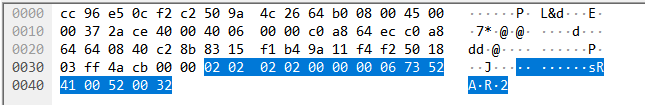 0000 cc 96 e5 0c f2 c2 50 9a 4c 26 64 b0 08 00 45 00 ······P· L&d···E·
0010 00 37 2a ce 40 00 40 06 00 00 c0 a8 64 ec c0 a8 ·7*·@·@· ····d···
0020 64 64 08 40 c2 8b 83 15 f1 b4 9a 11 f4 f2 50 18 dd·@···· ······P·
0030 03 ff 4a cb 00 00 02 02 02 02 00 00 00 06 73 52 ··J····· ······sR
0040 41 00 52 00 32 A·R·2